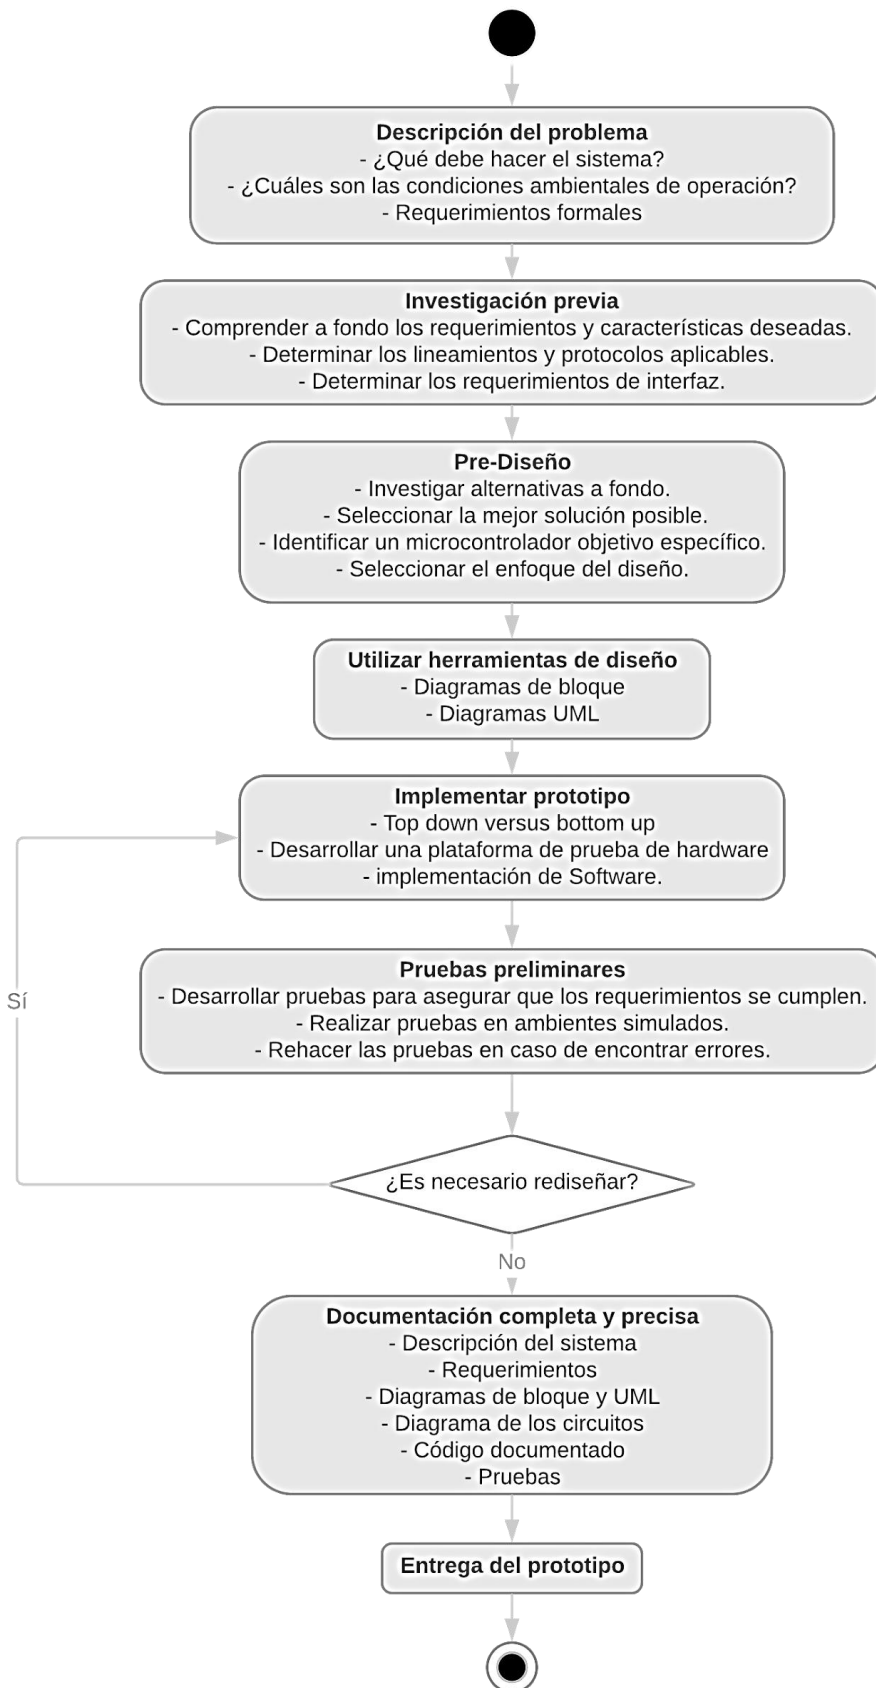 Descripción del problema
- ¿Qué debe hacer el sistema?
- ¿Cuáles son las condiciones ambientales de operación?
- Requerimientos formales
Investigación previa
- Comprender a fondo los requerimientos y características deseadas.
- Determinar los lineamientos y protocolos aplicables.
- Determinar los requerimientos de interfaz.
Pre-Diseño
- Investigar alternativas a fondo.
- Seleccionar la mejor solución posible.
- Identificar un microcontrolador objetivo específico.
- Seleccionar el enfoque del diseño.
Utilizar herramientas de diseño
- Diagramas de bloque
- Diagramas UML
Implementar prototipo
- Top down versus bottom up
- Desarrollar una plataforma de prueba de hardware
- implementación de Software.
Pruebas preliminares
- Desarrollar pruebas para asegurar que los requerimientos se cumplen.
- Realizar pruebas en ambientes simulados.
- Rehacer las pruebas en caso de encontrar errores.
Sí
¿Es necesario rediseñar?
No
Documentación completa y precisa
- Descripción del sistema
- Requerimientos
- Diagramas de bloque y UML
- Diagrama de los circuitos
- Código documentado
- Pruebas
Entrega del prototipo